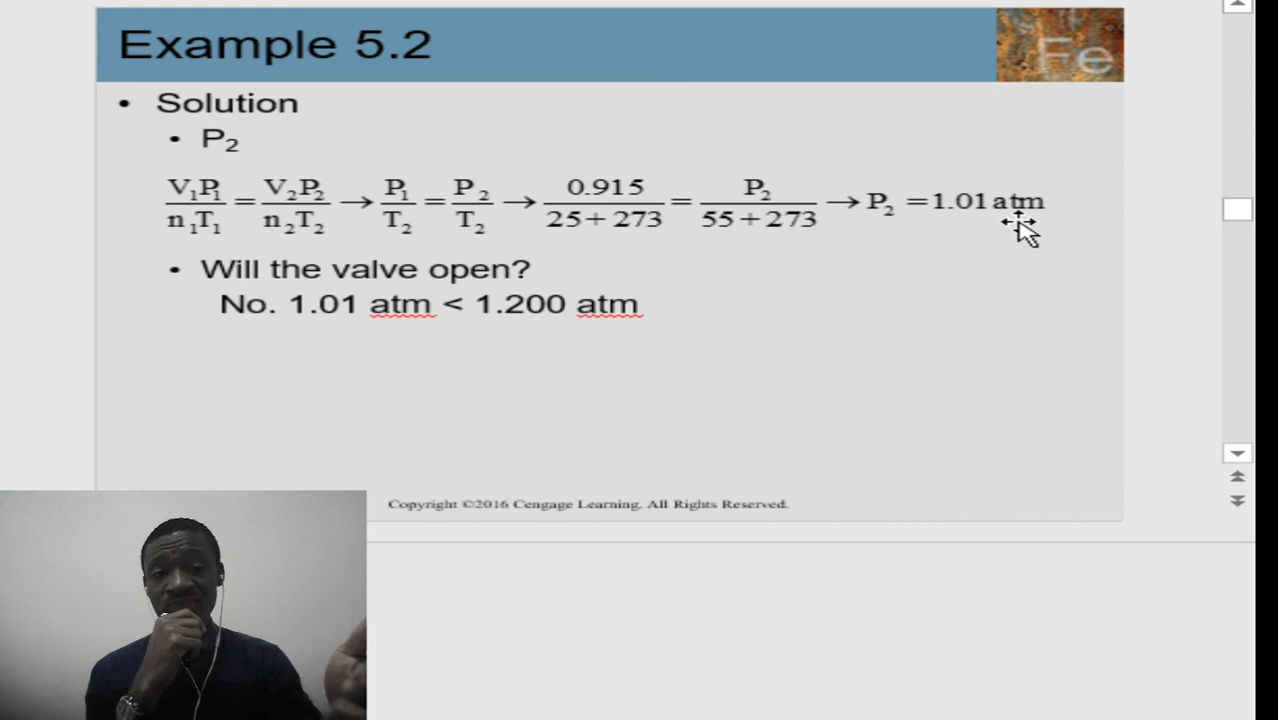 Example 5.2
Fe
• Solution
• P₂
V₁P₁/n₁T₁ = V₂P₂/n₂T₂ → P₁/T₂ = P₂/T₂ → 0.915/25+273 = P₂/55+273 → P₂ = 1.01 atm
• Will the valve open?
No. 1.01 atm < 1.200 atm
Copyright ©2016 Cengage Learning. All Rights Reserved.